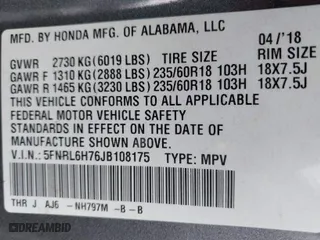 MFD. BY HONDA MFG. OF ALABAMA, LLC 04/'18
GVWR 2730 KG(6019 LBS) TIRE SIZE RIM SIZE
GAWR F 1310 KG(2888 LBS)235/60R18 103H 18X7.5J
GAWR R 1465 KG(3230 LBS)235/60R18 103H 18X7.5J
THIS VEHICLE CONFORMS TO ALL APPLICABLE
FEDERAL MOTOR VEHICLE SAFETY
STANDARDS IN EFFECT ON THE DATE OF
MANUFACTURE SHOWN ABOVE.
V.I.N.: 5FNRL6H76JB108175 TYPE: MPV
THR J AJ6 -NH797M -B -B